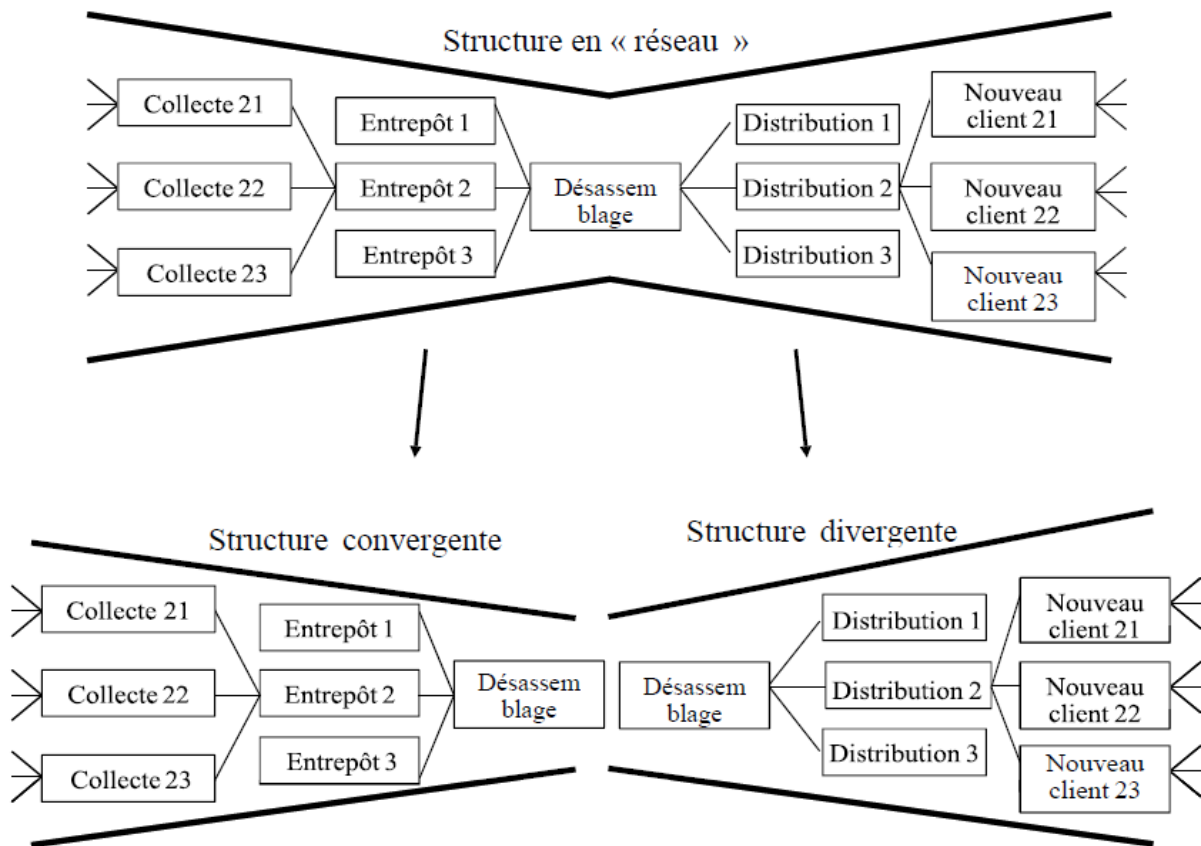 Structure en « réseau »
Collecte 21
Entrepôt 1
Distribution 1
Nouveau
client 21
Collecte 22
Entrepôt 2
Désassem
blage
Distribution 2
Nouveau
client 22
Collecte 23
Entrepôt 3
Distribution 3
Nouveau
client 23
Structure convergente
Collecte 21
Entrepôt 1
Collecte 22
Entrepôt 2
Désassem
blage
Collecte 23
Entrepôt 3
Structure divergente
Distribution 1
Nouveau
client 21
Désassem
blage
Distribution 2
Nouveau
client 22
Distribution 3
Nouveau
client 23